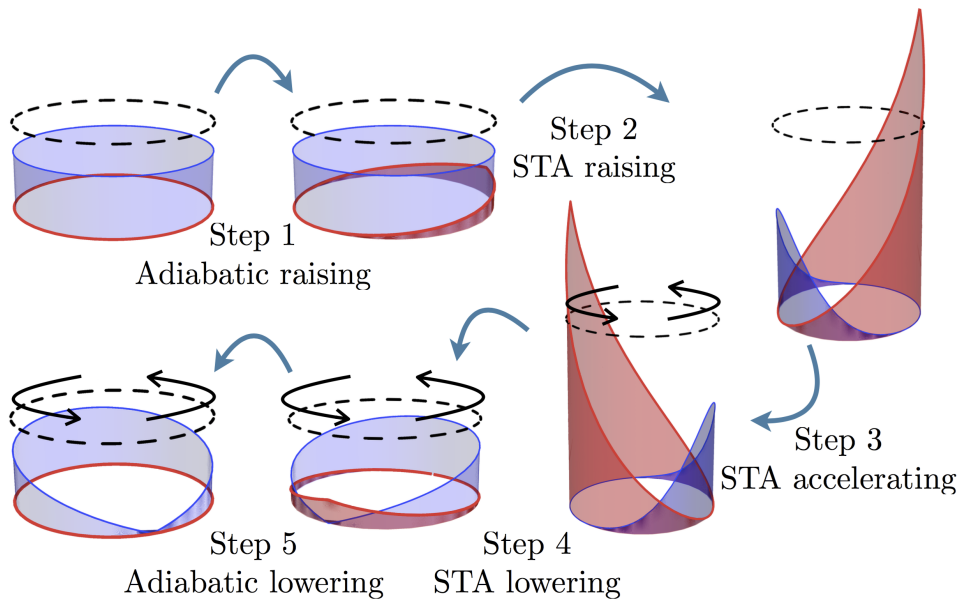 Step 1
Adiabatic raising
Step 2
STA raising
Step 3
STA accelerating
Step 4
STA lowering
Step 5
Adiabatic lowering